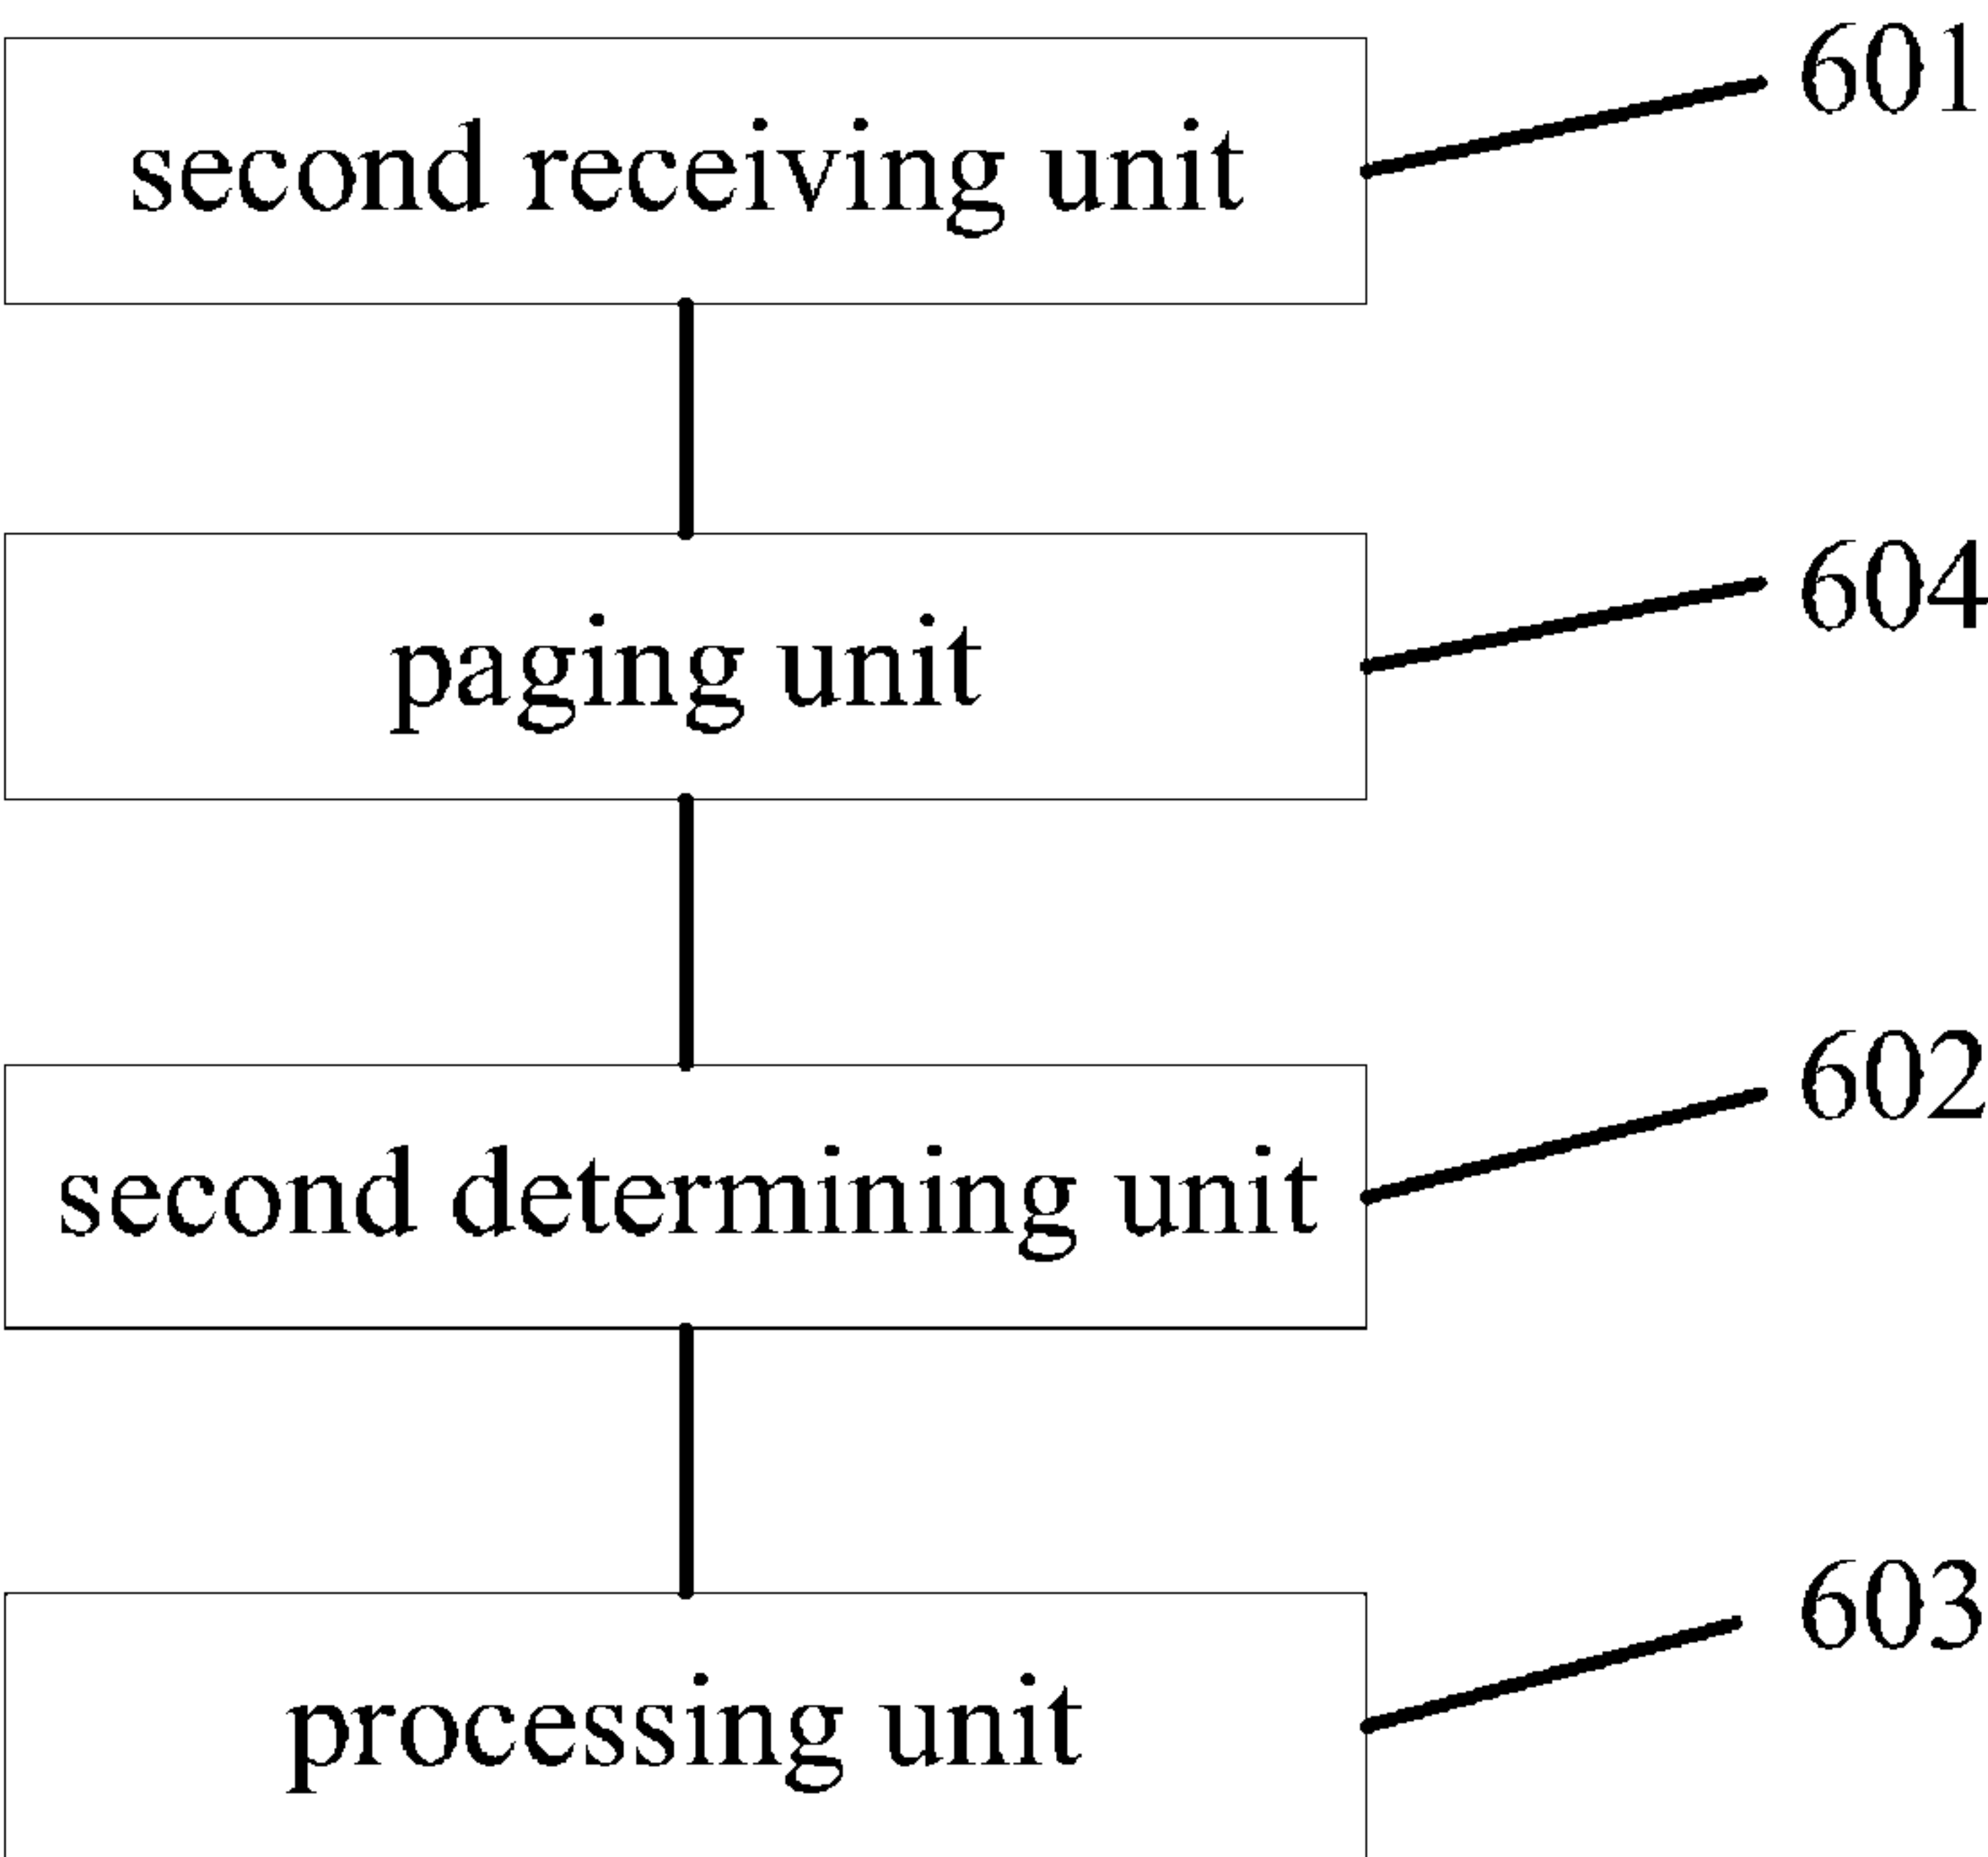 second receiving unit 601
paging unit 604
second determining unit 602
processing unit 603